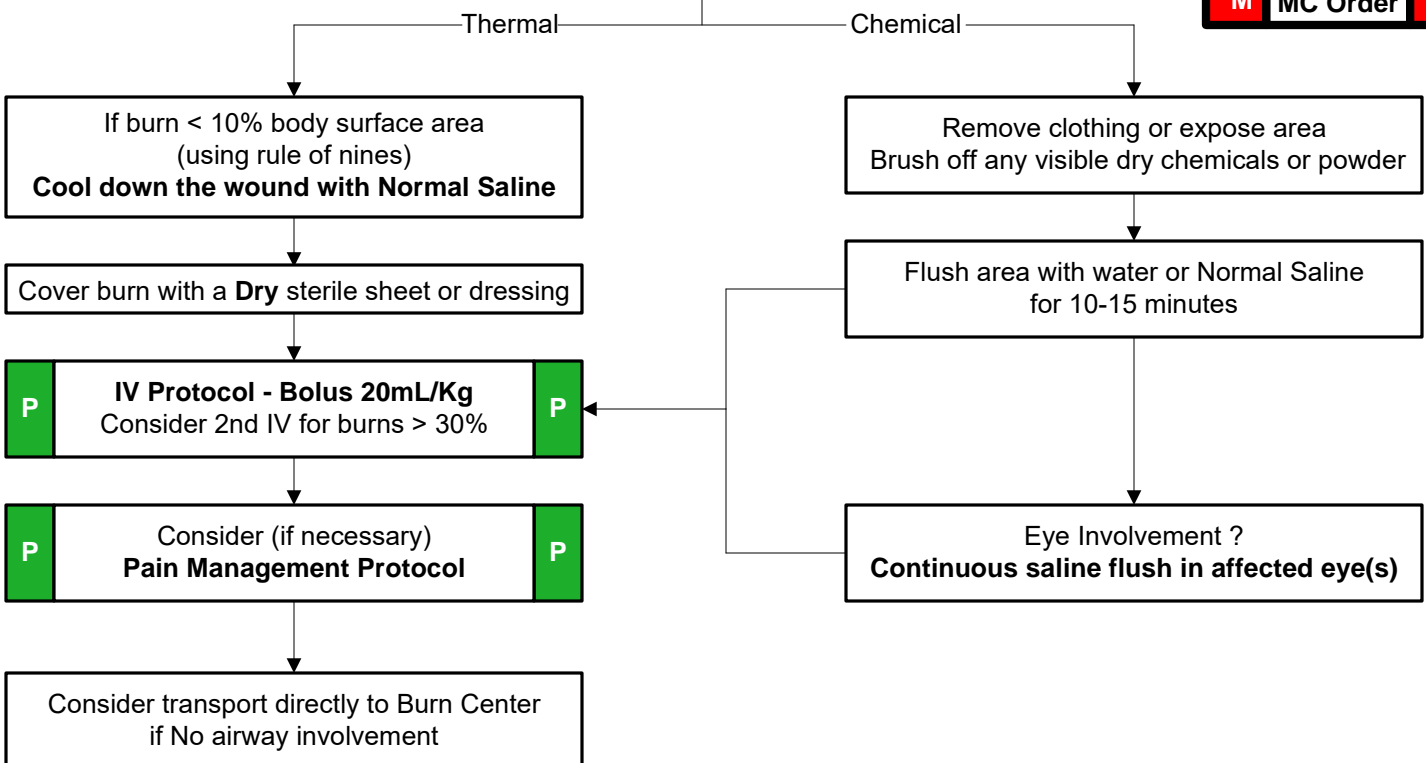 M MC Order
Thermal
Chemical
If burn < 10% body surface area
(using rule of nines)
Cool down the wound with Normal Saline
Cover burn with a Dry sterile sheet or dressing
P IV Protocol - Bolus 20mL/Kg P
Consider 2nd IV for burns > 30%
P Consider (if necessary) P
Pain Management Protocol
Consider transport directly to Burn Center
if No airway involvement
Remove clothing or expose area
Brush off any visible dry chemicals or powder
Flush area with water or Normal Saline
for 10-15 minutes
Eye Involvement ?
Continuous saline flush in affected eye(s)